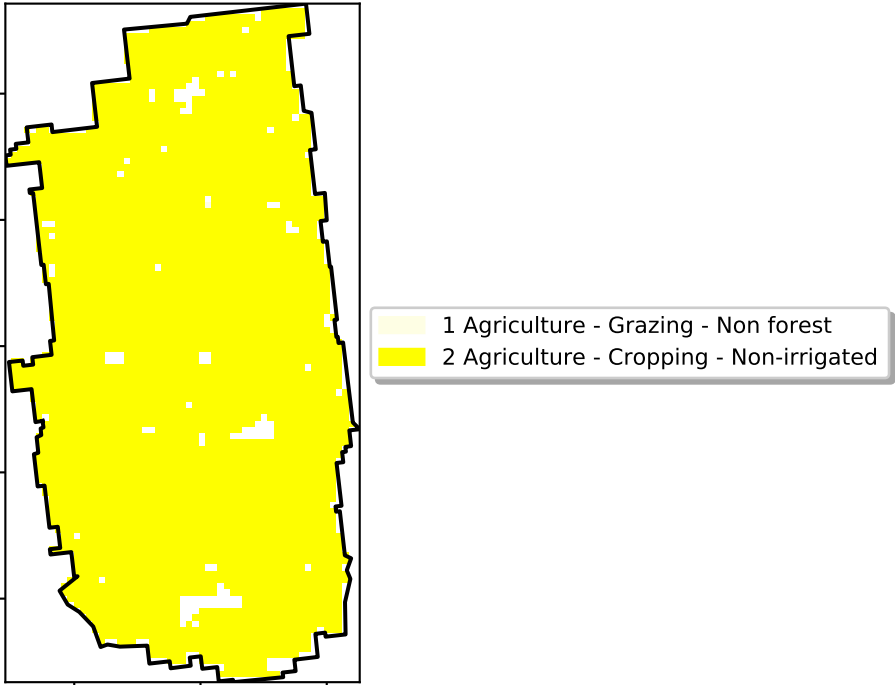 1 Agriculture - Grazing - Non forest
2 Agriculture - Cropping - Non-irrigated